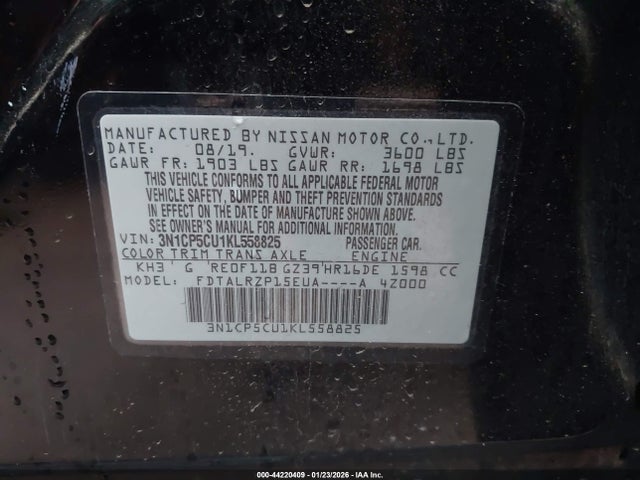 MANUFACTURED BY NISSAN MOTOR CO., LTD.
DATE: 08/19. GVWR: 3600 LBS
GAWR FR: 1903 LBS GAWR RR: 1698 LBS
THIS VEHICLE CONFORMS TO ALL APPLICABLE FEDERAL MOTOR
VEHICLE SAFETY, BUMPER AND THEFT PREVENTION STANDARDS
IN EFFECT ON THE DATE OF MANUFACTURE SHOWN ABOVE.
SEE OWNER'S MANUAL FOR ADDITIONAL INFORMATION.
VIN: 3N1CP5CU1KL558825 PASSENGER CAR.
COLOR TRIM TRANS AXLE ENGINE
KH3 G RE0F11B GZ39 HR16DE 1598 CC
MODEL: FDTALRZP15EUA----A 4Z000
3N1CP5CU1KL558825
000-44220409 - 01/23/2026 - IAA Inc.